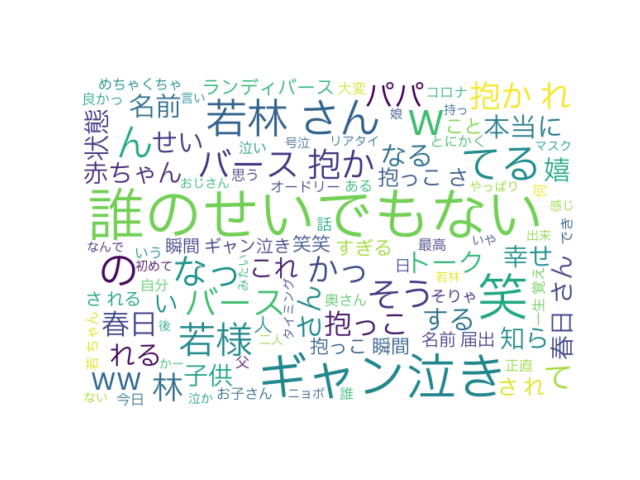 めちゃくちゃ
ランディバース
大変
パパ
コロナ
抱かれ
良かっ
言い
名前
若林 さん
w
持っ
状態
ん
せい
泣い
号泣
リアタイ
娘
こと
とにかく
本当に
マスク
赤ちゃん
バース 抱か
なる
てる
嬉
おじさん
思う
オードリー
ある
抱っこ さ
やっぱり
回
感じ
誰のせいでもない
話
瞬間 ギャン泣き
笑笑
すぎる
最高
いや
出来
でき
なんで
いう
の
初めて
なっ
みたい
これ
かっ
日
トーク
若林
幸せ
一生 覚え
春日 さん
され る
自分
い
バース
タイミング
れ
ん
奥さん
そう
そりゃ
笑
若 ちゃん
春日
後
若様
人
二人
抱っこ
する
名前 届出
知ら
れる
かー
父
抱っこ 瞬間
正直
され
て
ない
今日
ww
林
泣か
子供
お子さん
ニョボ
誰
ギャン泣き